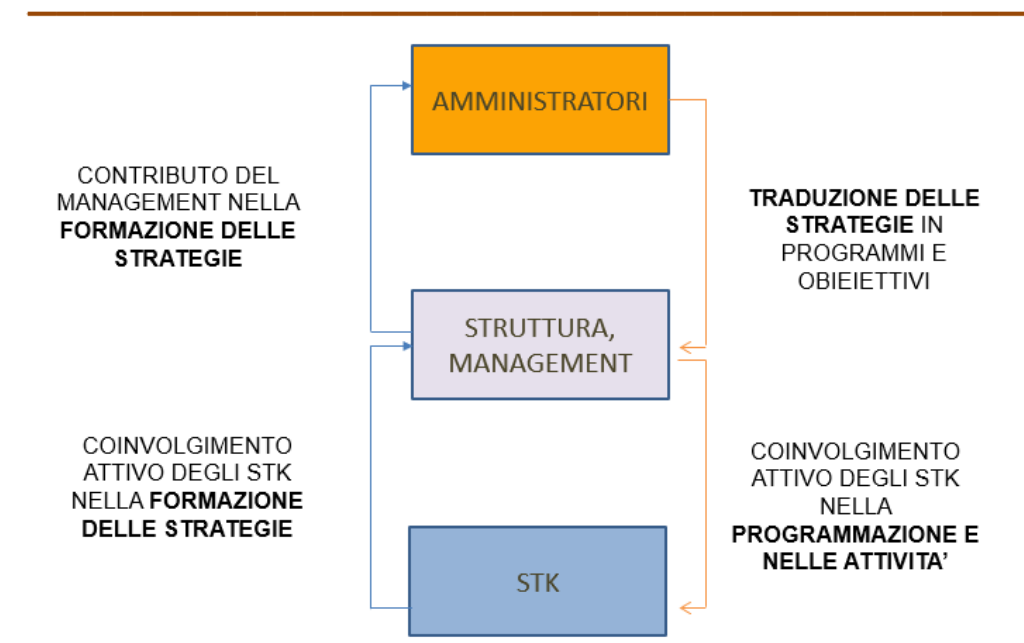 AMMINISTRATORI
CONTRIBUTO DEL
MANAGEMENT NELLA
FORMAZIONE DELLE
STRATEGIE
TRADUZIONE DELLE
STRATEGIE IN
PROGRAMMI E
OBIEIETTIVI
STRUTTURA,
MANAGEMENT
COINVOLGIMENTO
ATTIVO DEGLI STK
NELLA FORMAZIONE
DELLE STRATEGIE
COINVOLGIMENTO
ATTIVO DEGLI STK
NELLA
PROGRAMMAZIONE E
NELLE ATTIVITA’
STK